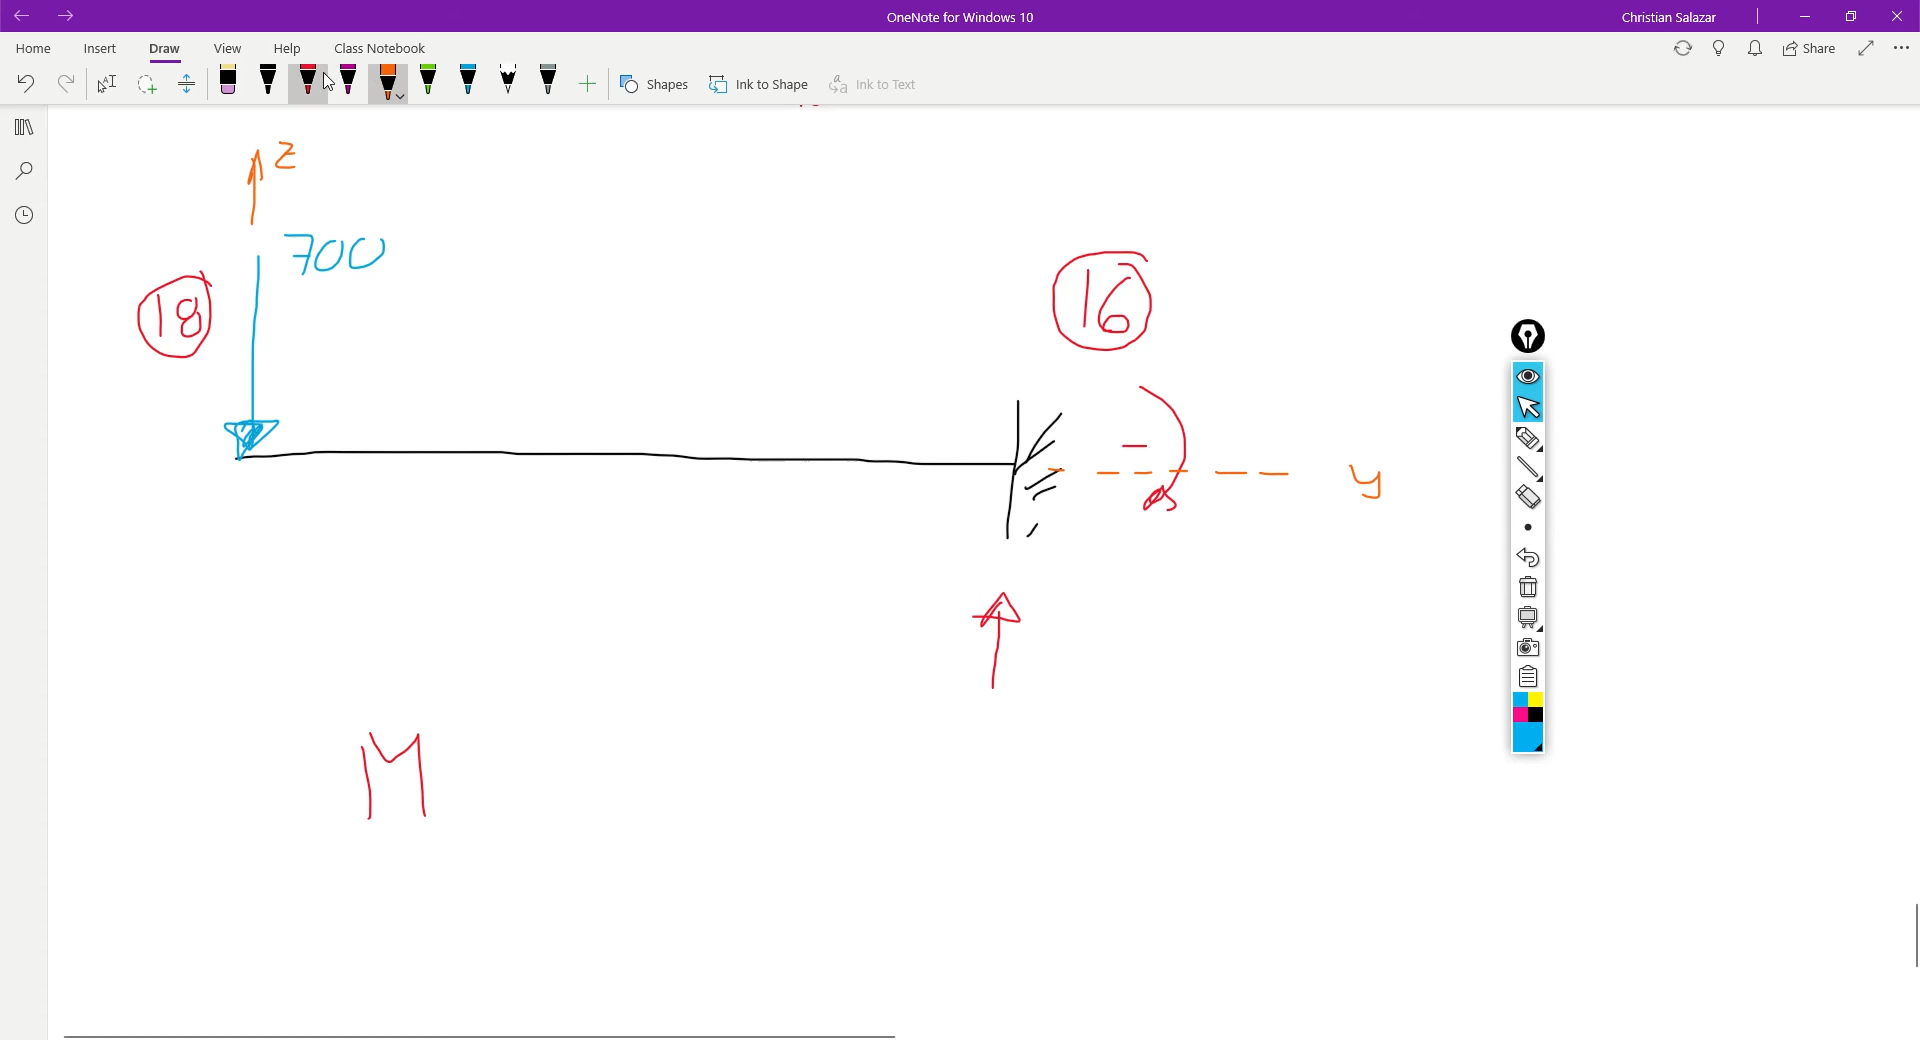 OneNote for Windows 10
Christian Salazar
Home Insert Draw View Help Class Notebook
Share
Shapes Ink to Shape Ink to Text
z
700
18
16
y
M